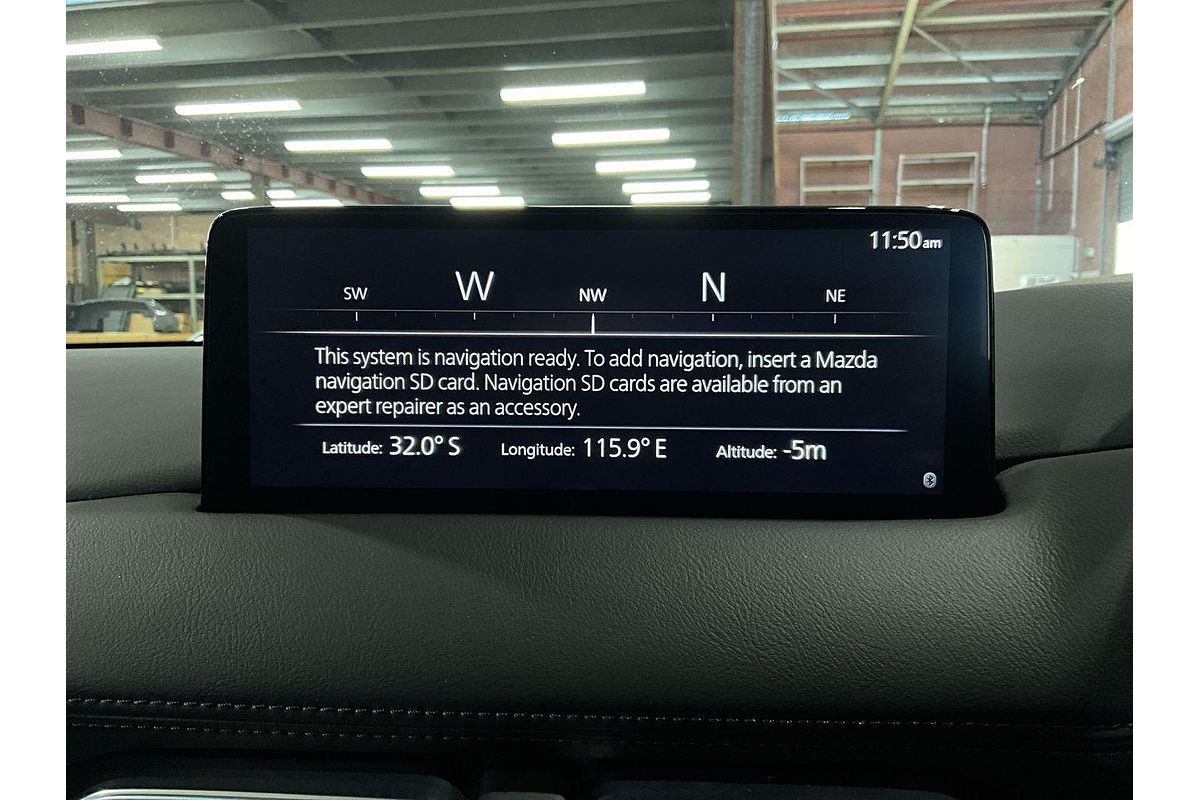 11:50am
SW W NW N NE
This system is navigation ready. To add navigation, insert a Mazda
navigation SD card. Navigation SD cards are available from an
expert repairer as an accessory.
Latitude: 32.0° S Longitude: 115.9° E Altitude: -5m